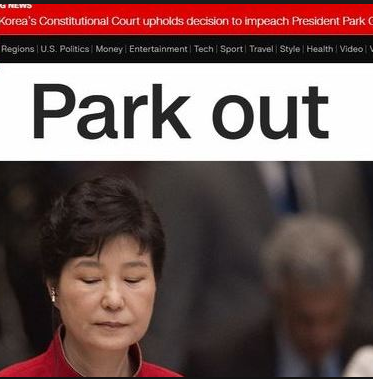 NEWS
Korea's Constitutional Court upholds decision to impeach President Park
Regions | U.S. Politics | Money | Entertainment | Tech | Sport | Travel | Style | Health | Video |
Park out